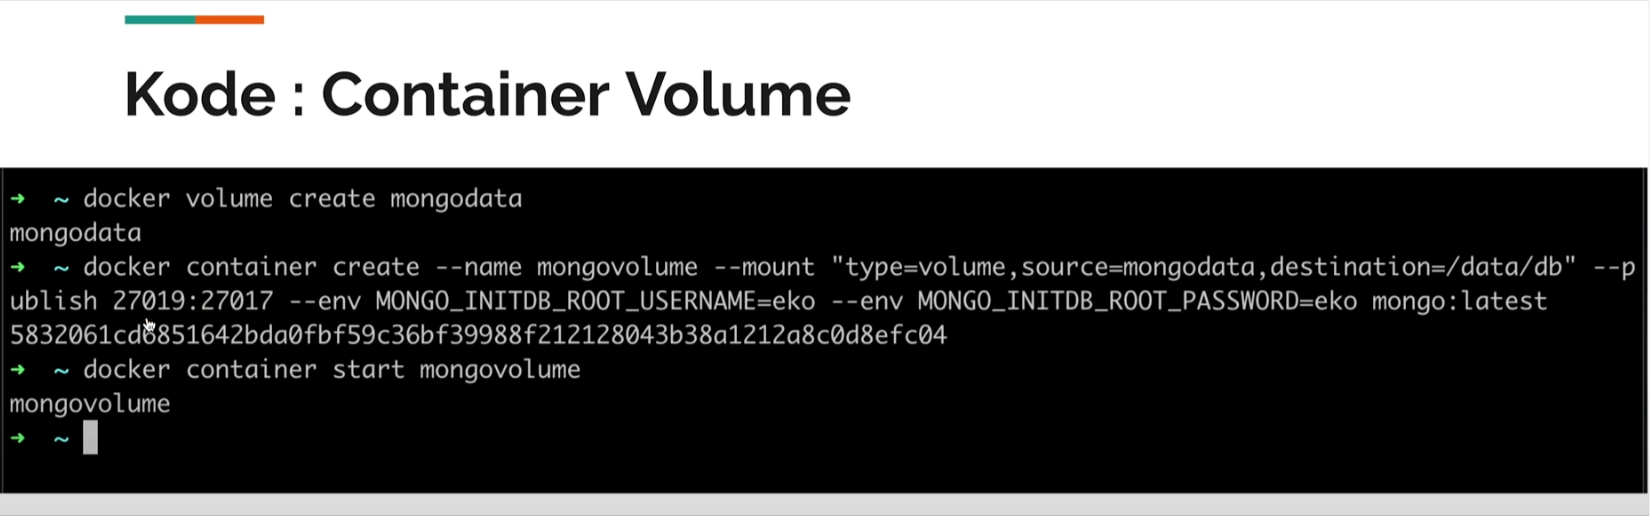 Kode : Container Volume
➜  ~ docker volume create mongodata
mongodata
➜  ~ docker container create --name mongovolume --mount "type=volume,source=mongodata,destination=/data/db" --p
ublish 27019:27017 --env MONGO_INITDB_ROOT_USERNAME=eko --env MONGO_INITDB_ROOT_PASSWORD=eko mongo:latest
5832061cd6851642bda0fbf59c36bf39988f212128043b38a1212a8c0d8efc04
➜  ~ docker container start mongovolume
mongovolume
➜  ~